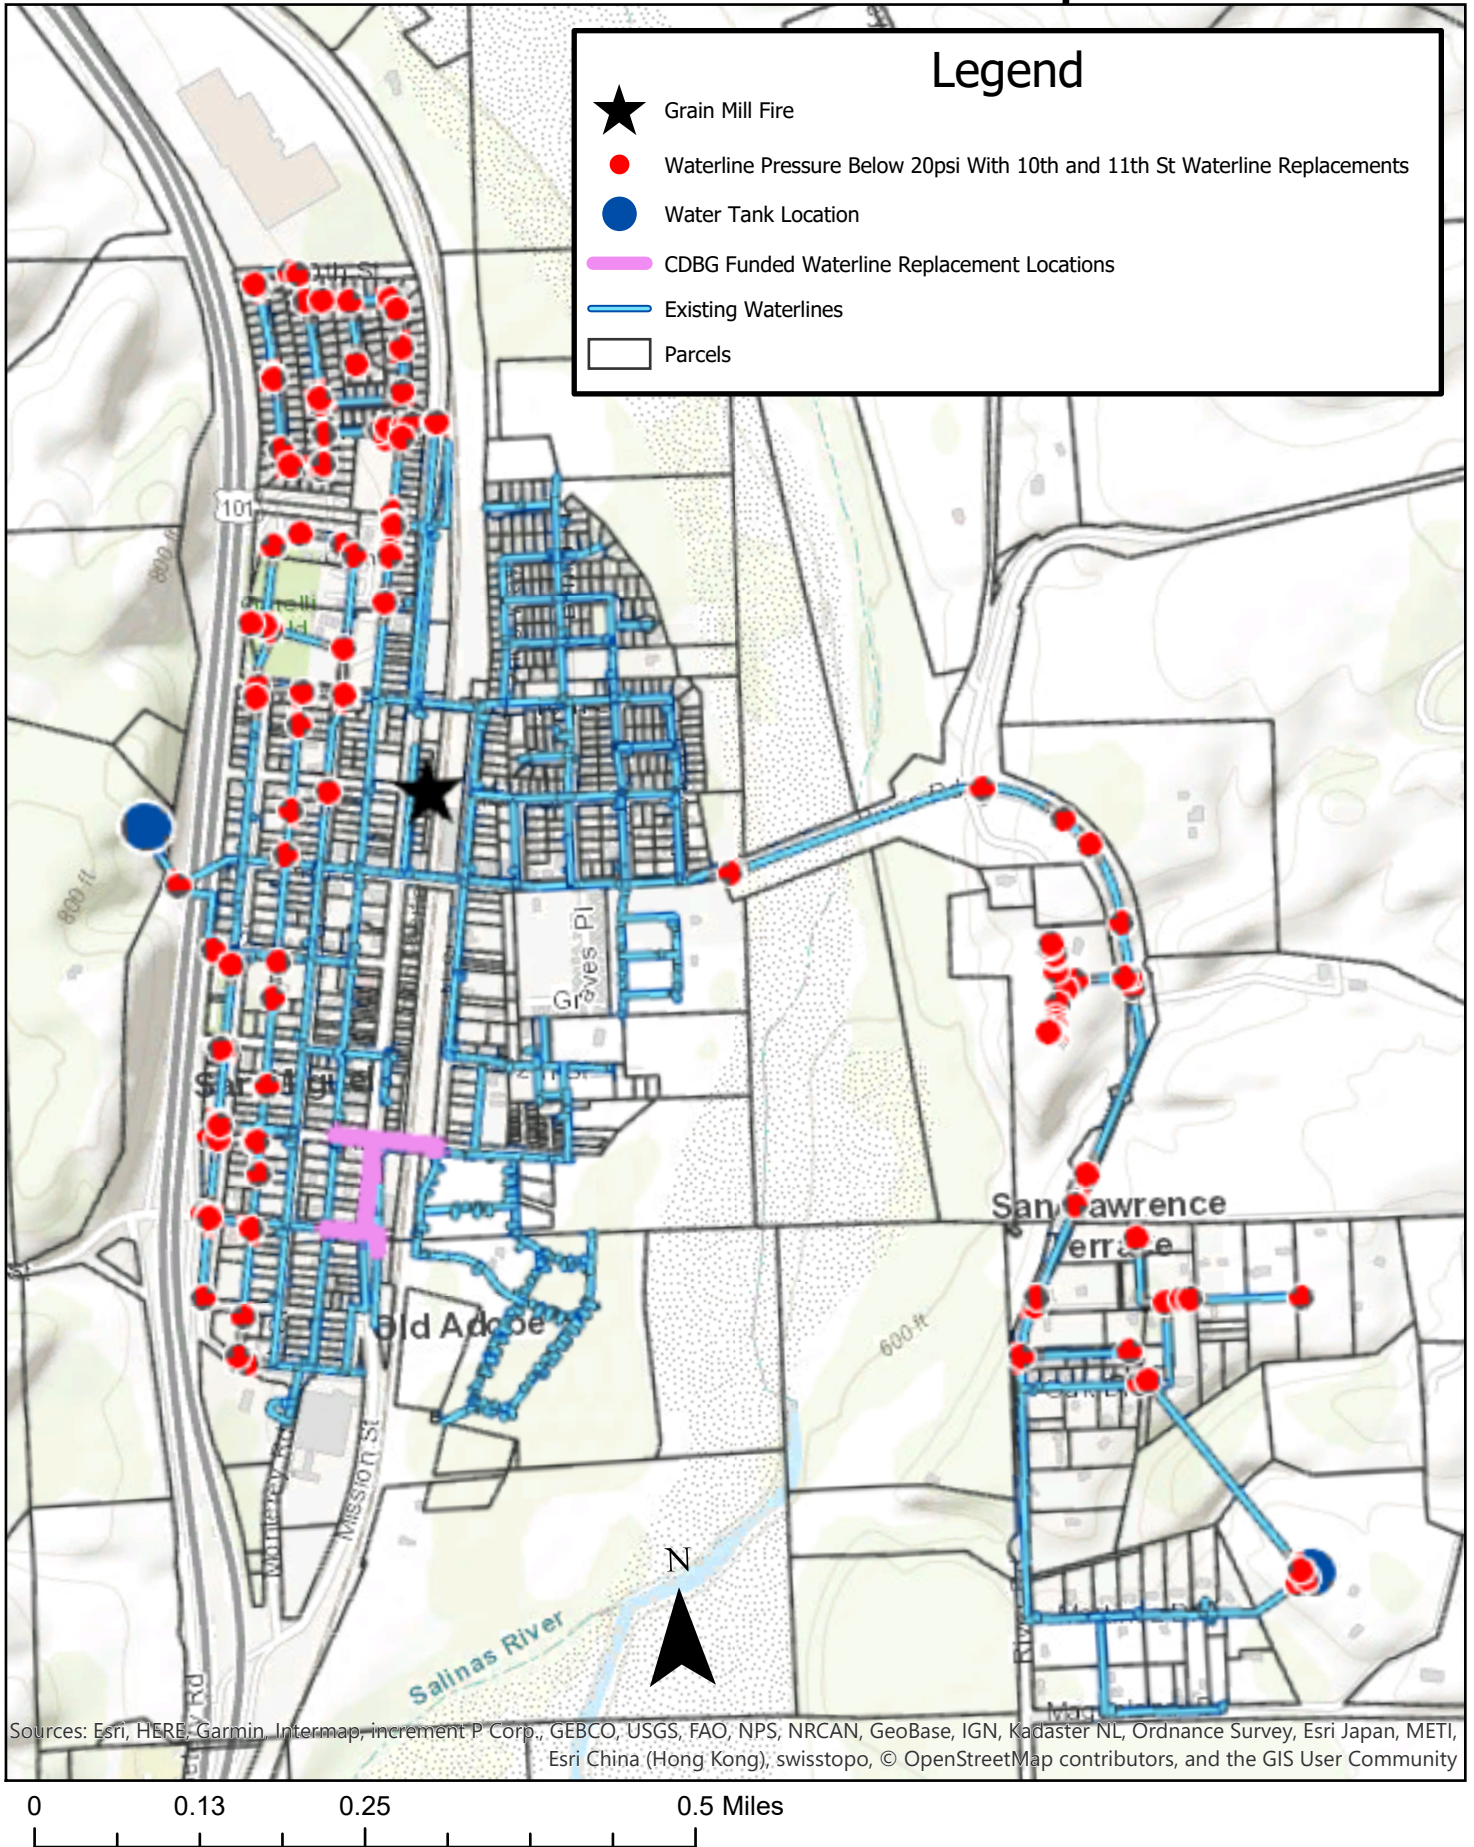 Legend
Grain Mill Fire
Waterline Pressure Below 20psi With 10th and 11th St Waterline Replacements
Water Tank Location
CDBG Funded Waterline Replacement Locations
Existing Waterlines
Parcels
101
800 ft
800 ft
Graves Pl
San Lawrence
Terrace
Old Adobe
600 ft
Monterey Rd
Mission St
N
Salinas River
Sources: Esri, HERE, Garmin, Intermap, increment P Corp., GEBCO, USGS, FAO, NPS, NRCAN, GeoBase, IGN, Kadaster NL, Ordnance Survey, Esri Japan, METI,
Esri China (Hong Kong), swisstopo, © OpenStreetMap contributors, and the GIS User Community
0 0.13 0.25 0.5 Miles